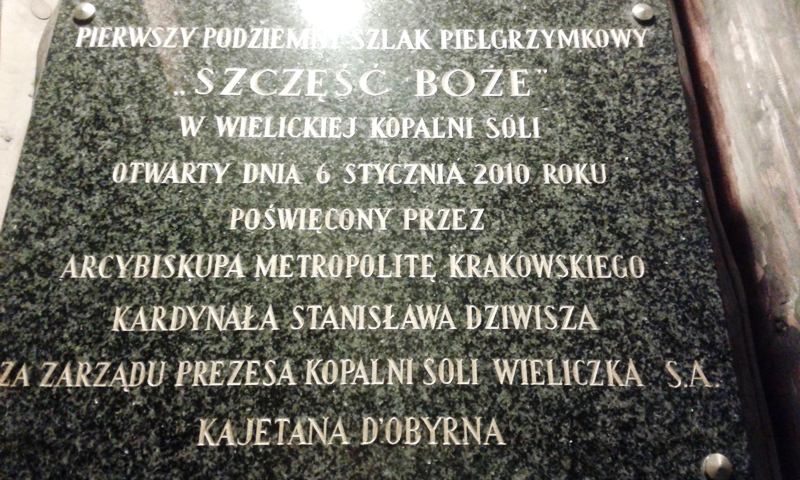 PIERWSZY PODZIEMNY SZLAK PIELGRZYMKOWY
„SZCZĘŚĆ BOŻE”
W WIELICKIEJ KOPALNI SOLI
OTWARTY DNIA 6 STYCZNIA 2010 ROKU
POŚWIĘCONY PRZEZ
ARCYBISKUPA METROPOLITĘ KRAKOWSKIEGO
KARDYNAŁA STANISŁAWA DZIWISZA
ZA ZARZĄDU PREZESA KOPALNI SOLI WIELICZKA S.A.
KAJETANA D'OBYRNA